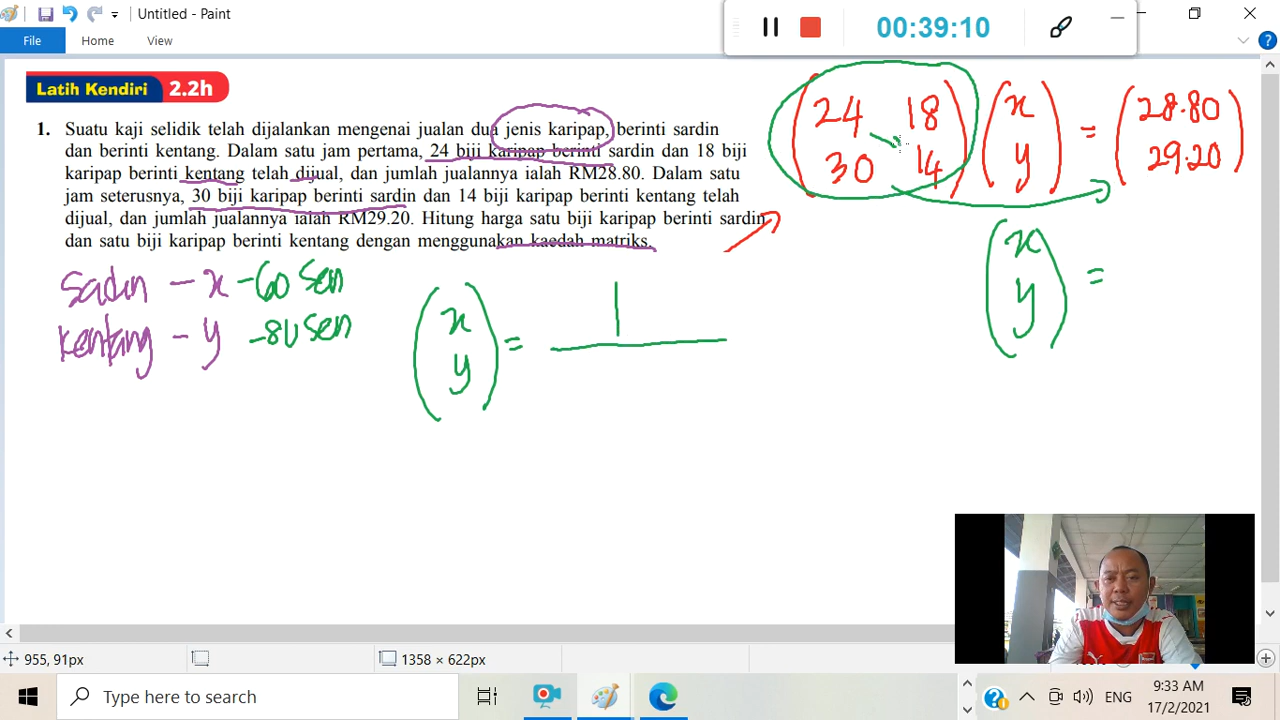 Untitled - Paint
00:39:10
File
Home
View
Latih Kendiri 2.2h
1. Suatu kaji selidik telah dijalankan mengenai jualan dua jenis karipap, berinti sardin
dan berinti kentang. Dalam satu jam pertama, 24 biji karipap berinti sardin dan 18 biji
karipap berinti kentang telah dijual, dan jumlah jualannya ialah RM28.80. Dalam satu
jam seterusnya, 30 biji karipap berinti sardin dan 14 biji karipap berinti kentang telah
dijual, dan jumlah jualannya ialah RM29.20. Hitung harga satu biji karipap berinti sardin
dan satu biji karipap berinti kentang dengan menggunakan kaedah matriks.
24 18 x = 28.80
30 14 y 29.20
x
y =
Sadin - x - 60 Sen
kentang - y - 80 Sen
x
y = 1
955, 91px
1358 × 622px
Type here to search
ENG
9:33 AM
17/2/2021